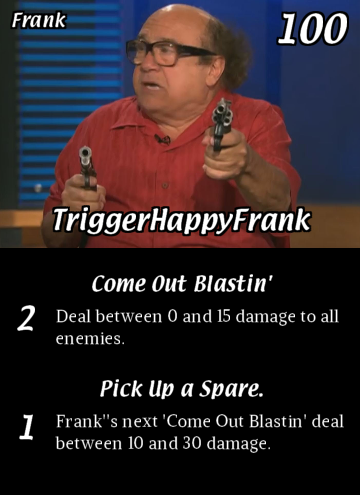 Frank
100
TriggerHappyFrank
Come Out Blastin'
2
Deal between 0 and 15 damage to all
enemies.
Pick Up a Spare.
1
Frank''s next 'Come Out Blastin' deal
between 10 and 30 damage.